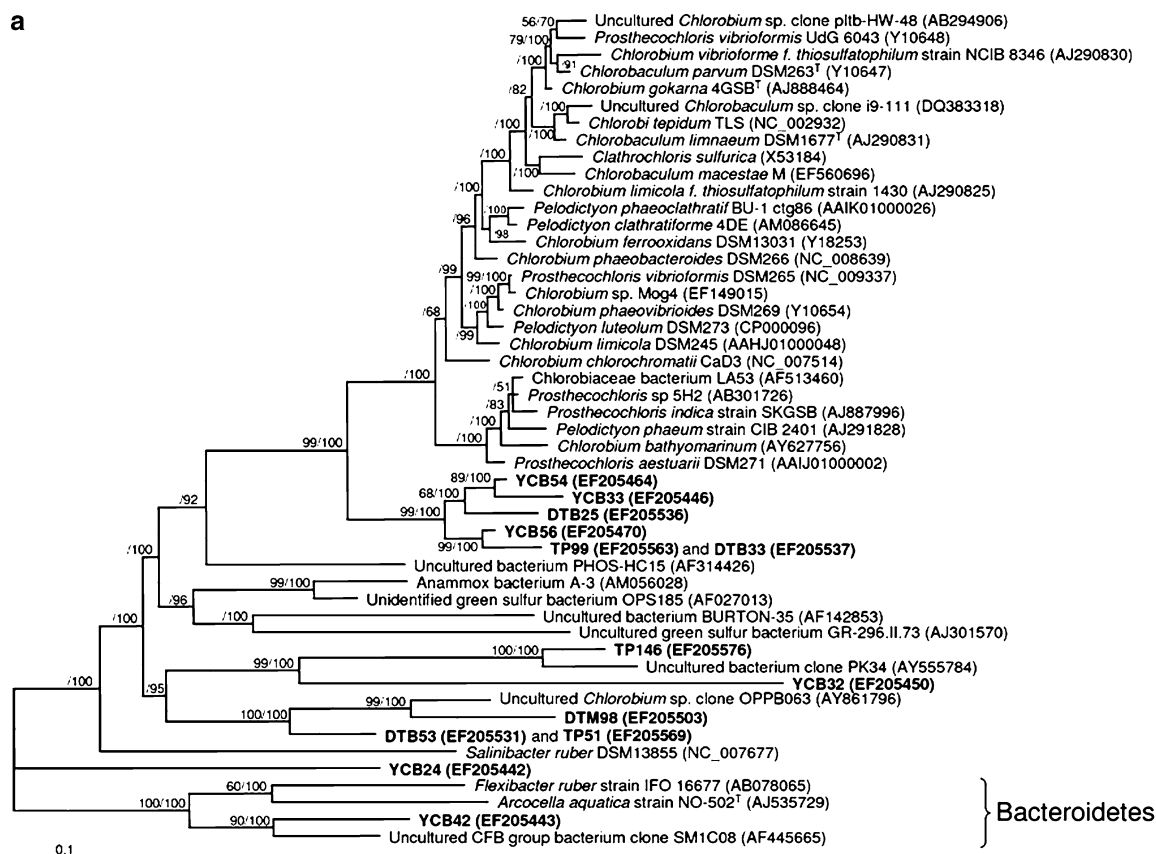 a
56/70
Uncultured Chlorobium sp. clone pltb-HW-48 (AB294906)
Prosthecochloris vibrioformis UdG 6043 (Y10648)
79/100
Chlorobium vibrioforme f. thiosulfatophilum strain NCIB 8346 (AJ290830)
/100
/91
Chlorobaculum parvum DSM263ᵀ (Y10647)
Chlorobium gokarna 4GSBᵀ (AJ888464)
/82
/100
Uncultured Chlorobaculum sp. clone i9-111 (DQ383318)
Chlorobi tepidum TLS (NC_002932)
/100
/100
Chlorobaculum limnaeum DSM1677ᵀ (AJ290831)
/100
Clathrochloris sulfurica (X53184)
/100
Chlorobaculum macestae M (EF560696)
/100
Chlorobium limicola f. thiosulfatophilum strain 1430 (AJ290825)
/100
Pelodictyon phaeoclathratif BU-1 ctg86 (AAIK01000026)
/96
Pelodictyon clathratiforme 4DE (AM086645)
98
Chlorobium ferrooxidans DSM13031 (Y18253)
Chlorobium phaeobacteroides DSM266 (NC_008639)
/99
99/100
Prosthecochloris vibrioformis DSM265 (NC_009337)
/100
Chlorobium sp. Mog4 (EF149015)
/68
/100
Chlorobium phaeovibrioides DSM269 (Y10654)
Pelodictyon luteolum DSM273 (CP000096)
/99
Chlorobium limicola DSM245 (AAHJ01000048)
Chlorobium chlorochromatii CaD3 (NC_007514)
/100
/51
Chlorobiaceae bacterium LA53 (AF513460)
Prosthecochloris sp 5H2 (AB301726)
/83
Prosthecochloris indica strain SKGSB (AJ887996)
/100
Pelodictyon phaeum strain CIB 2401 (AJ291828)
99/100
/100
Chlorobium bathyomarinum (AY627756)
Prosthecochloris aestuarii DSM271 (AAIJ01000002)
89/100
YCB54 (EF205464)
/92
68/100
YCB33 (EF205446)
99/100
DTB25 (EF205536)
YCB56 (EF205470)
99/100
TP99 (EF205563) and DTB33 (EF205537)
/100
Uncultured bacterium PHOS-HC15 (AF314426)
99/100
Anammox bacterium A-3 (AM056028)
/96
Unidentified green sulfur bacterium OPS185 (AF027013)
/100
/100
Uncultured bacterium BURTON-35 (AF142853)
Uncultured green sulfur bacterium GR-296.II.73 (AJ301570)
100/100
TP146 (EF205576)
99/100
Uncultured bacterium clone PK34 (AY555784)
/100
/95
YCB32 (EF205450)
99/100
Uncultured Chlorobium sp. clone OPPB063 (AY861796)
100/100
DTM98 (EF205503)
DTB53 (EF205531) and TP51 (EF205569)
Salinibacter ruber DSM13855 (NC_007677)
YCB24 (EF205442)
60/100
Flexibacter ruber strain IFO 16677 (AB078065)
100/100
Arcocella aquatica strain NO-502ᵀ (AJ535729)
Bacteroidetes
90/100
YCB42 (EF205443)
Uncultured CFB group bacterium clone SM1C08 (AF445665)
0.1